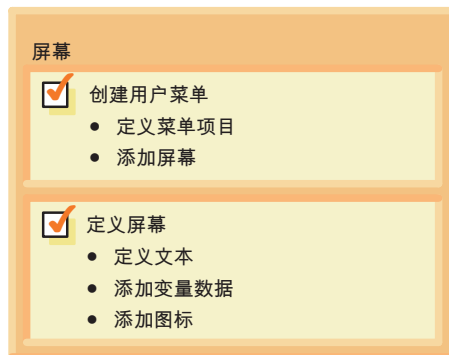 屏幕
创建用户菜单
• 定义菜单项目
• 添加屏幕
定义屏幕
• 定义文本
• 添加变量数据
• 添加图标